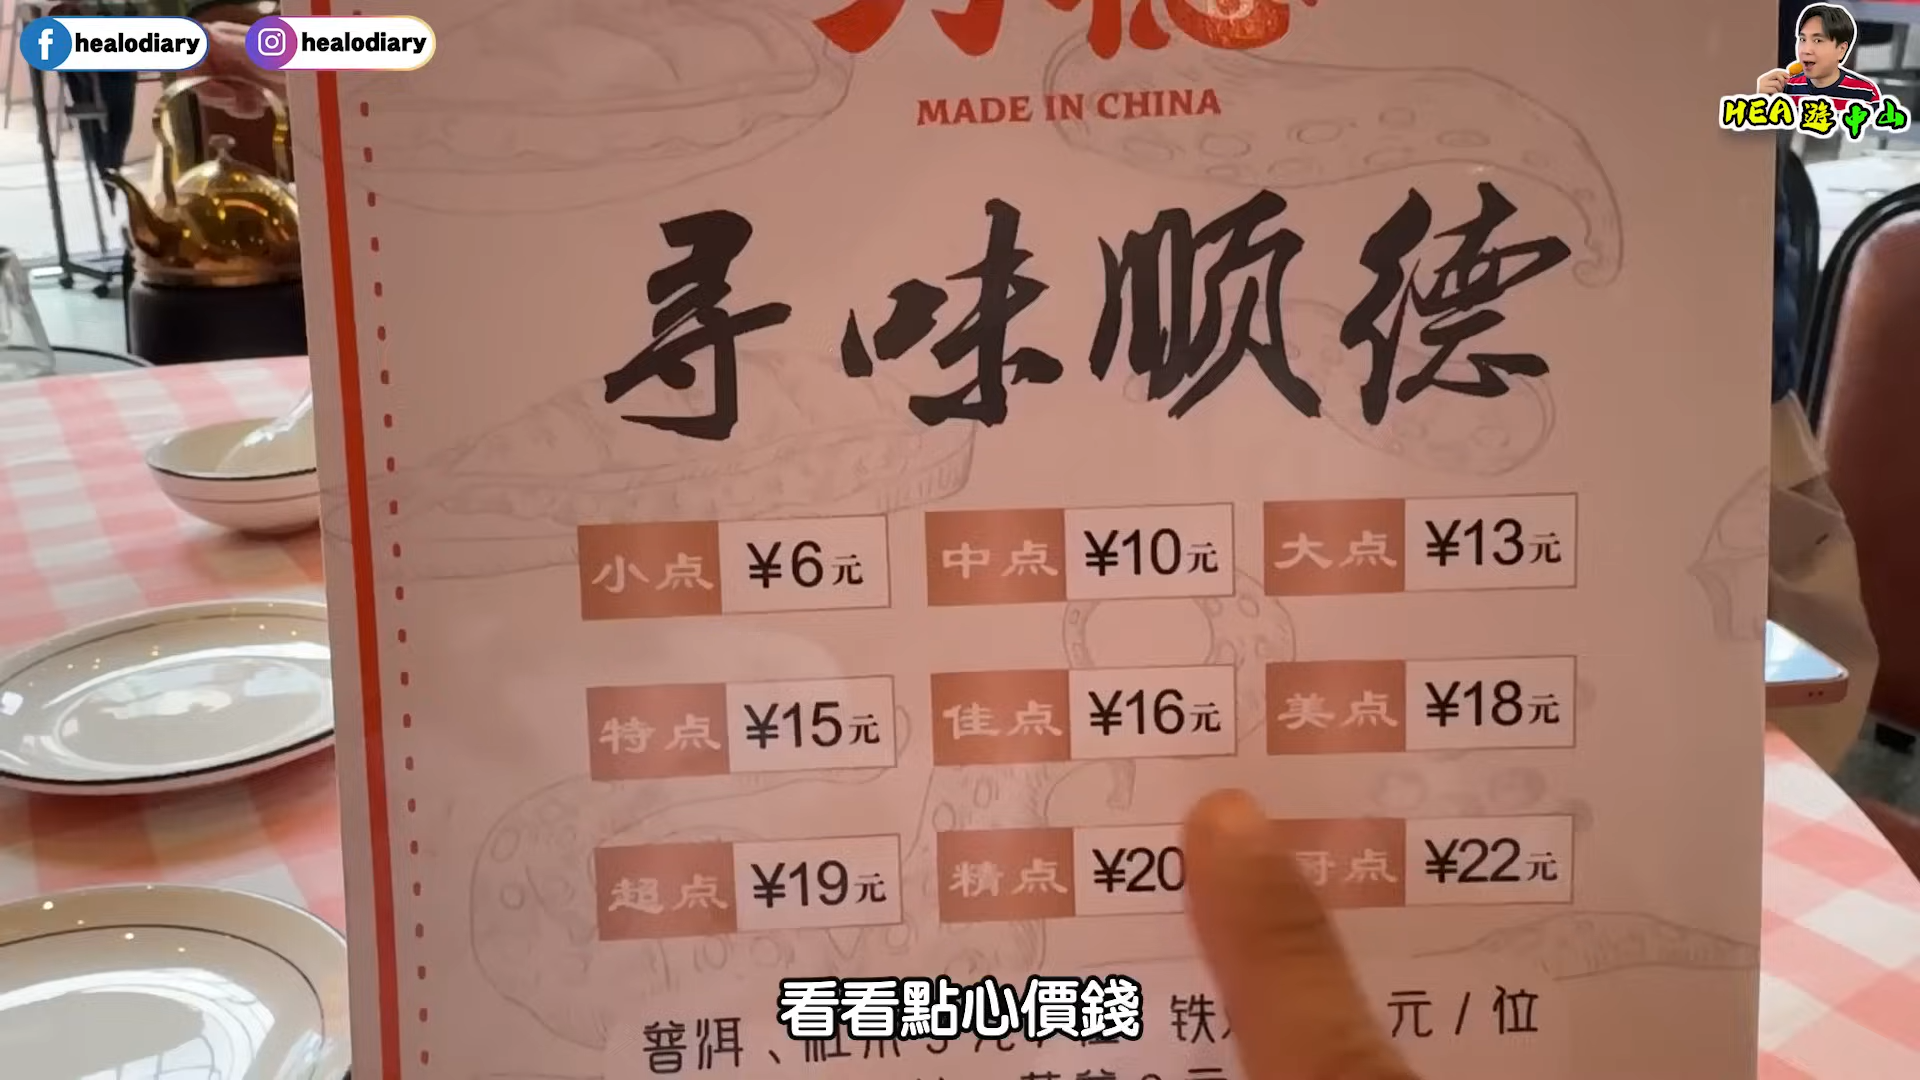 healodiary
healodiary
HEA遊中山
MADE IN CHINA
寻味顺德
小点 ¥6元
中点 ¥10元
大点 ¥13元
特点 ¥15元
佳点 ¥16元
美点 ¥18元
超点 ¥19元
精点 ¥20
厨点 ¥22元
看看點心價錢
普洱、红茶
铁
元/位